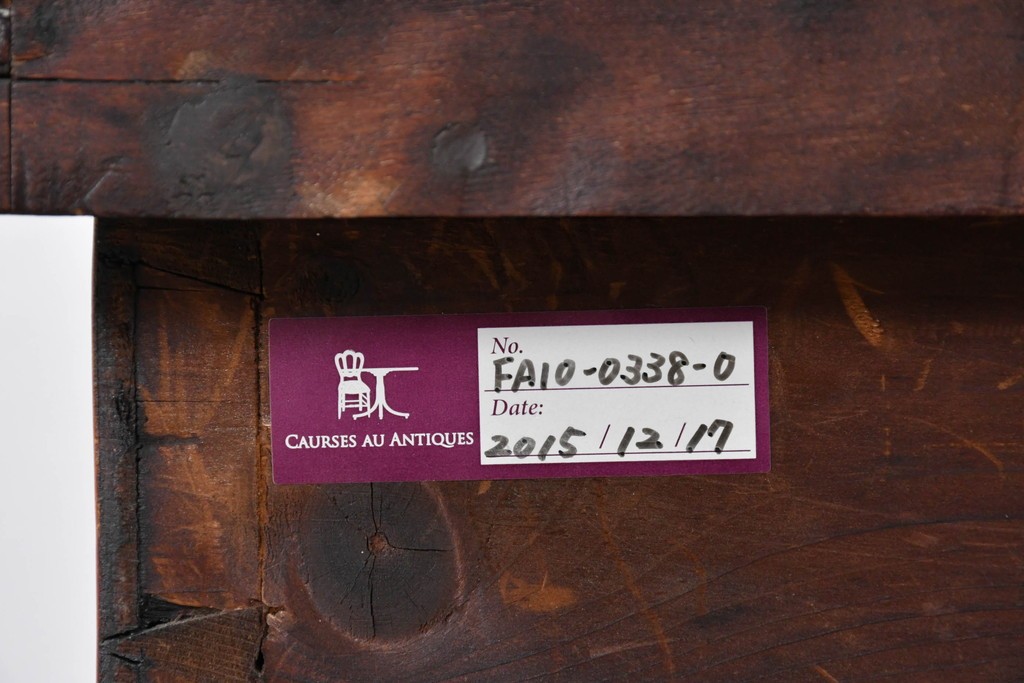 CAURSES AU ANTIQUES
No.
FA10-0338-0
Date:
2015/12/17